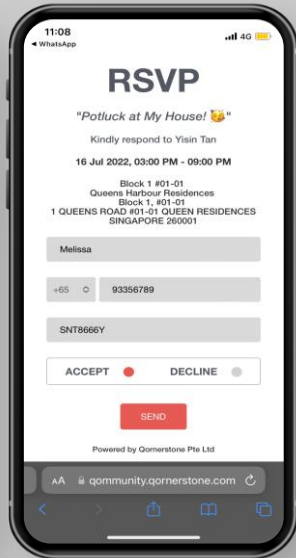 11:08
4G
◀ WhatsApp
RSVP
"Potluck at My House! 🥳"
Kindly respond to Yisin Tan
16 Jul 2022, 03:00 PM - 09:00 PM
Block 1 #01-01
Queens Harbour Residences
Block 1, #01-01
1 QUEENS ROAD #01-01 QUEEN RESIDENCES
SINGAPORE 260001
Melissa
+65 93356789
SNT8666Y
ACCEPT DECLINE
SEND
Powered by Qornerstone Pte Ltd
AA qommunity.qornerstone.com